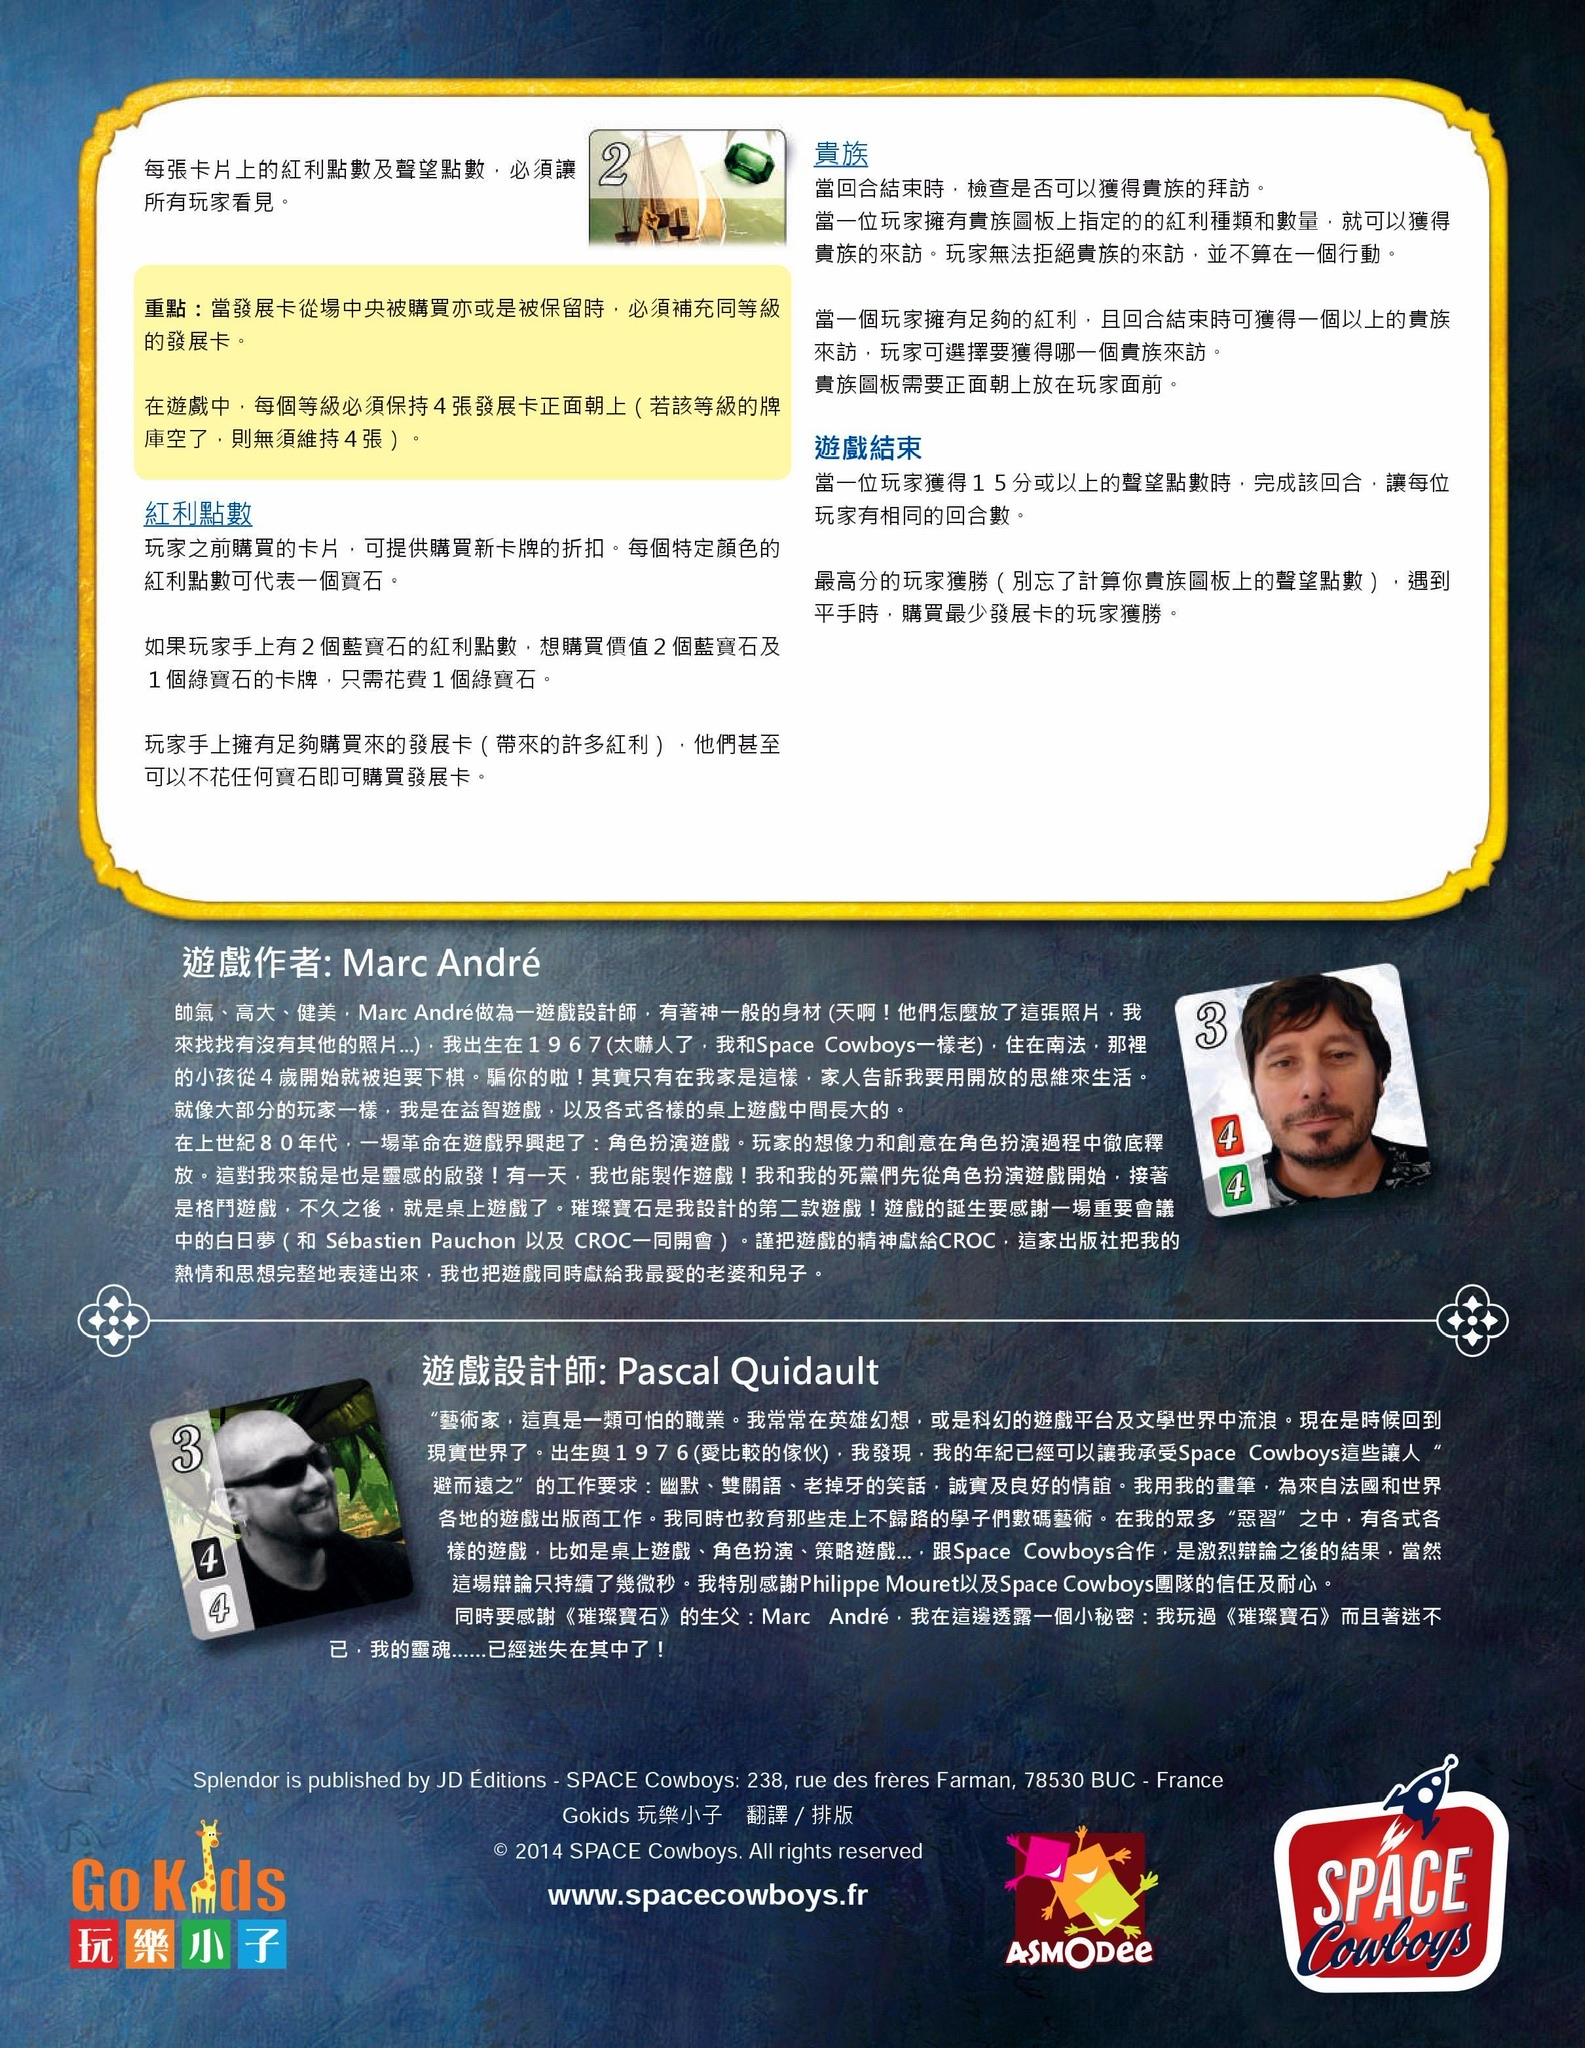 每張卡片上的紅利點數及聲望點數，必須讓
所有玩家看見。
2
重點：當發展卡從場中央被購買亦或是被保留時，必須補充同等級
的發展卡。
在遊戲中，每個等級必須保持４張發展卡正面朝上（若該等級的牌
庫空了，則無須維持４張）。
紅利點數
玩家之前購買的卡片，可提供購買新卡牌的折扣。每個特定顏色的
紅利點數可代表一個寶石。
如果玩家手上有２個藍寶石的紅利點數，想購買價值２個藍寶石及
１個綠寶石的卡牌，只需花費１個綠寶石。
玩家手上擁有足夠購買來的發展卡（帶來的許多紅利），他們甚至
可以不花任何寶石即可購買發展卡。
貴族
當回合結束時，檢查是否可以獲得貴族的拜訪。
當一位玩家擁有貴族圖板上指定的的紅利種類和數量，就可以獲得
貴族的來訪。玩家無法拒絕貴族的來訪，並不算在一個行動。
當一個玩家擁有足夠的紅利，且回合結束時可獲得一個以上的貴族
來訪，玩家可選擇要獲得哪一個貴族來訪。
貴族圖板需要正面朝上放在玩家面前。
遊戲結束
當一位玩家獲得１５分或以上的聲望點數時，完成該回合，讓每位
玩家有相同的回合數。
最高分的玩家獲勝（別忘了計算你貴族圖板上的聲望點數），遇到
平手時，購買最少發展卡的玩家獲勝。
遊戲作者: Marc André
帥氣、高大、健美，Marc André做為一遊戲設計師，有著神一般的身材 (天啊！他們怎麼放了這張照片，我
來找找有沒有其他的照片...)，我出生在１９６７(太嚇人了，我和Space Cowboys一樣老)，住在南法，那裡
的小孩從４歲開始就被迫要下棋。騙你的啦！其實只有在我家是這樣，家人告訴我要用開放的思維來生活。
就像大部分的玩家一樣，我是在益智遊戲，以及各式各樣的桌上遊戲中間長大的。
在上世紀８０年代，一場革命在遊戲界興起了：角色扮演遊戲。玩家的想像力和創意在角色扮演過程中徹底釋
放。這對我來說是也是靈感的啟發！有一天，我也能製作遊戲！我和我的死黨們先從角色扮演遊戲開始，接著
是格鬥遊戲，不久之後，就是桌上遊戲了。璀璨寶石是我設計的第二款遊戲！遊戲的誕生要感謝一場重要會議
中的白日夢（和 Sébastien Pauchon 以及 CROC一同開會）。謹把遊戲的精神獻給CROC，這家出版社把我的
熱情和思想完整地表達出來，我也把遊戲同時獻給我最愛的老婆和兒子。
3
4
4
遊戲設計師: Pascal Quidault
“藝術家，這真是一類可怕的職業。我常常在英雄幻想，或是科幻的遊戲平台及文學世界中流浪。現在是時候回到
現實世界了。出生與１９７６(愛比較的傢伙)，我發現，我的年紀已經可以讓我承受Space Cowboys這些讓人“
避而遠之”的工作要求：幽默、雙關語、老掉牙的笑話，誠實及良好的情誼。我用我的畫筆，為來自法國和世界
各地的遊戲出版商工作。我同時也教育那些走上不歸路的學子們數碼藝術。在我的眾多“惡習”之中，有各式各
樣的遊戲，比如是桌上遊戲、角色扮演、策略遊戲...，跟Space Cowboys合作，是激烈辯論之後的結果，當然
這場辯論只持續了幾微秒。我特別感謝Philippe Mouret以及Space Cowboys團隊的信任及耐心。
同時要感謝《璀璨寶石》的生父：Marc André，我在這邊透露一個小秘密：我玩過《璀璨寶石》而且著迷不
已，我的靈魂......已經迷失在其中了！
3
4
4
Splendor is published by JD Éditions - SPACE Cowboys: 238, rue des frères Farman, 78530 BUC - France
Gokids 玩樂小子 翻譯 / 排版
© 2014 SPACE Cowboys. All rights reserved
www.spacecowboys.fr
Go Kids
玩樂小子
ASMODee
SPACE
Cowboys